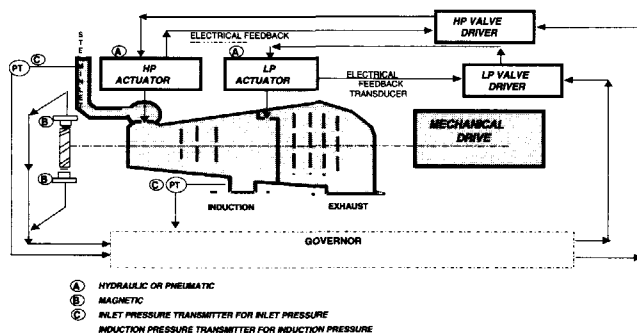 HP VALVE
DRIVER
ELECTRICAL FEEDBACK
S
T
E
A
M
I
N
L
E
T
C
PT
A
HP
ACTUATOR
A
LP
ACTUATOR
ELECTRICAL
FEEDBACK
TRANSDUCER
LP VALVE
DRIVER
B
MECHANICAL
DRIVE
B
C PT
INDUCTION
EXHAUST
GOVERNOR
A HYDRAULIC OR PNEUMATIC
B MAGNETIC
C INLET PRESSURE TRANSMITTER FOR INLET PRESSURE
INDUCTION PRESSURE TRANSMITTER FOR INDUCTION PRESSURE